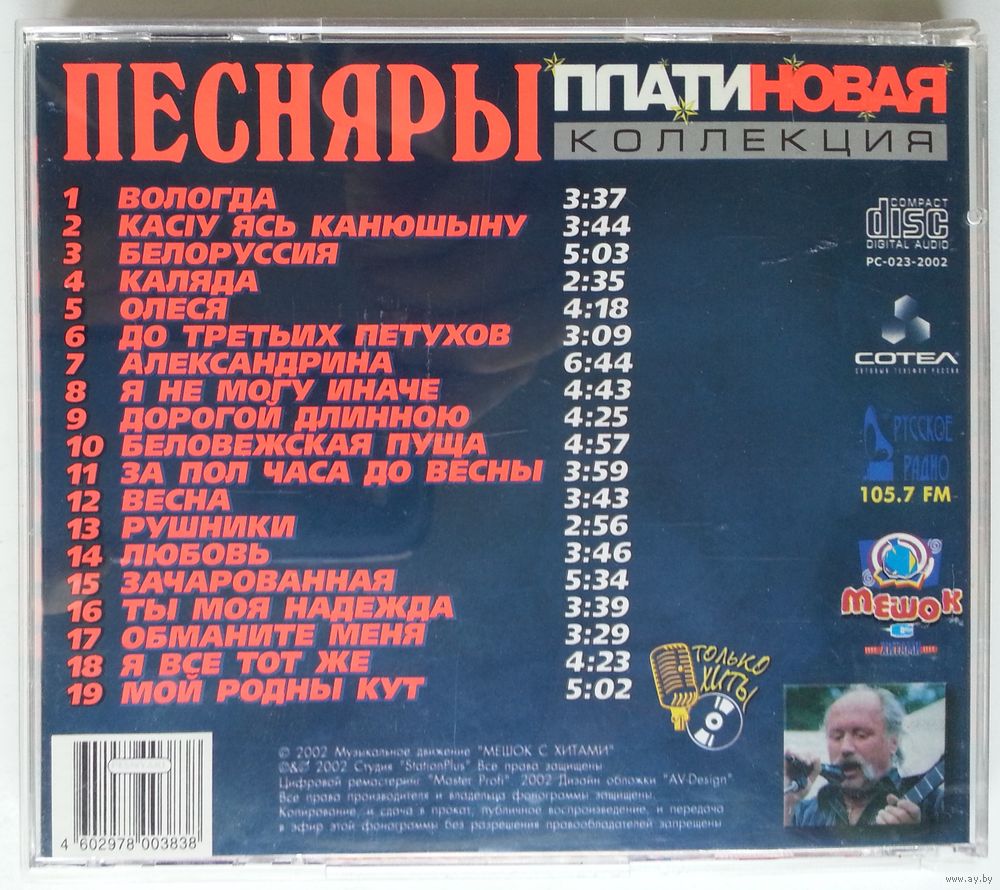 ПЕСНЯРЫ ПЛАТИНОВАЯ
КОЛЛЕКЦИЯ
1 ВОЛОГДА 3:37
2 КАСIУ ЯСЬ КАНЮШЫНУ 3:44
3 БЕЛОРУССИЯ 5:03
4 КАЛЯДА 2:35
5 ОЛЕСЯ 4:18
6 ДО ТРЕТЬИХ ПЕТУХОВ 3:09
7 АЛЕКСАНДРИНА 6:44
8 Я НЕ МОГУ ИНАЧЕ 4:43
9 ДОРОГОЙ ДЛИННОЮ 4:25
10 БЕЛОВЕЖСКАЯ ПУЩА 4:57
11 ЗА ПОЛ ЧАСА ДО ВЕСНЫ 3:59
12 ВЕСНА 3:43
13 РУШНИКИ 2:56
14 ЛЮБОВЬ 3:46
15 ЗАЧАРОВАННАЯ 5:34
16 ТЫ МОЯ НАДЕЖДА 3:39
17 ОБМАНИТЕ МЕНЯ 3:29
18 Я ВСЕ ТОТ ЖЕ 4:23
19 МОЙ РОДНЫ КУТ 5:02
COMPACT
disc
DIGITAL AUDIO
PC-023-2002
СОТЕЛ
СОТОВЫЙ ТЕЛЕФОН РОССИИ
РУССКОЕ
РАДИО
105.7 FM
МЕШОК
С
ХИТАМИ
ТОЛЬКО
ХИТЫ
© 2002 Музыкальное движение "МЕШОК С ХИТАМИ"
℗&© 2002 Студия "StationPlus" Все права защищены
Цифровой ремастеринг "Master Profi" 2002 Дизайн обложки "AV-Design"
Все права производителя и владельца фонограммы защищены.
Копирование, и сдача в прокат, публичное воспроизведение, и передача
в эфир этой фонограммы без разрешения правообладателей запрещены
4 602978 003838
www.ay.by